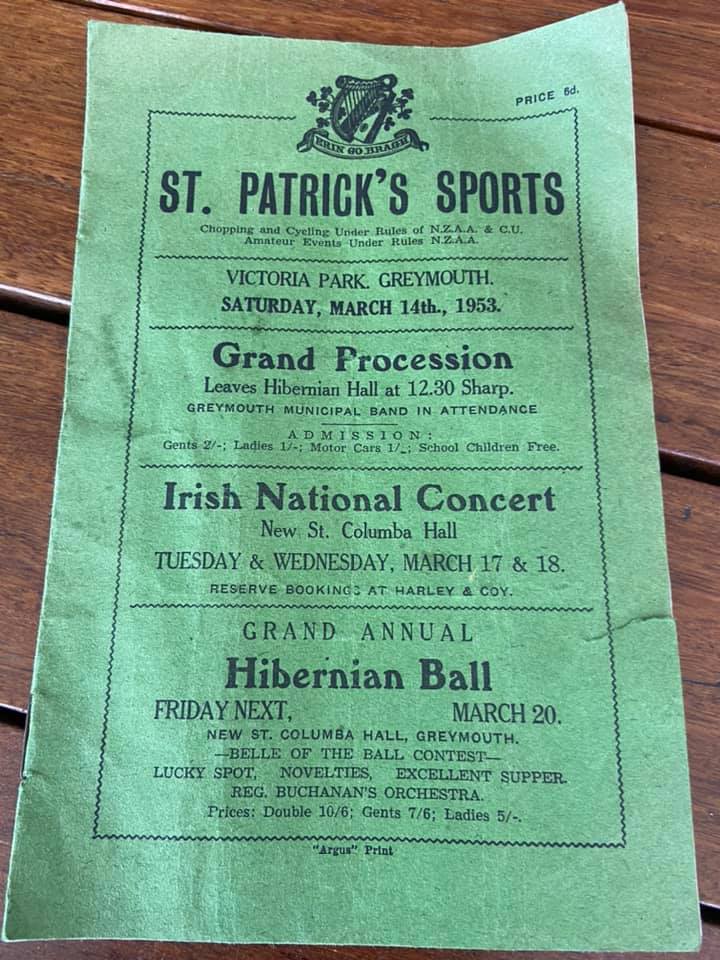 PRICE 6d.
ERIN GO BRAGH
ST. PATRICK'S SPORTS
Chopping and Cycling Under Rules of N.Z.A.A. & C.U.
Amateur Events Under Rules N.Z.A.A.
VICTORIA PARK. GREYMOUTH.
SATURDAY, MARCH 14th., 1953.
Grand Procession
Leaves Hibernian Hall at 12.30 Sharp.
GREYMOUTH MUNICIPAL BAND IN ATTENDANCE
ADMISSION:
Gents 2/-; Ladies 1/-; Motor Cars 1/-; School Children Free.
Irish National Concert
New St. Columba Hall
TUESDAY & WEDNESDAY, MARCH 17 & 18.
RESERVE BOOKINGS AT HARLEY & COY.
GRAND ANNUAL
Hibernian Ball
FRIDAY NEXT, MARCH 20.
NEW ST. COLUMBA HALL, GREYMOUTH.
—BELLE OF THE BALL CONTEST—
LUCKY SPOT, NOVELTIES, EXCELLENT SUPPER.
REG. BUCHANAN'S ORCHESTRA.
Prices: Double 10/6; Gents 7/6; Ladies 5/-.
"Argus" Print